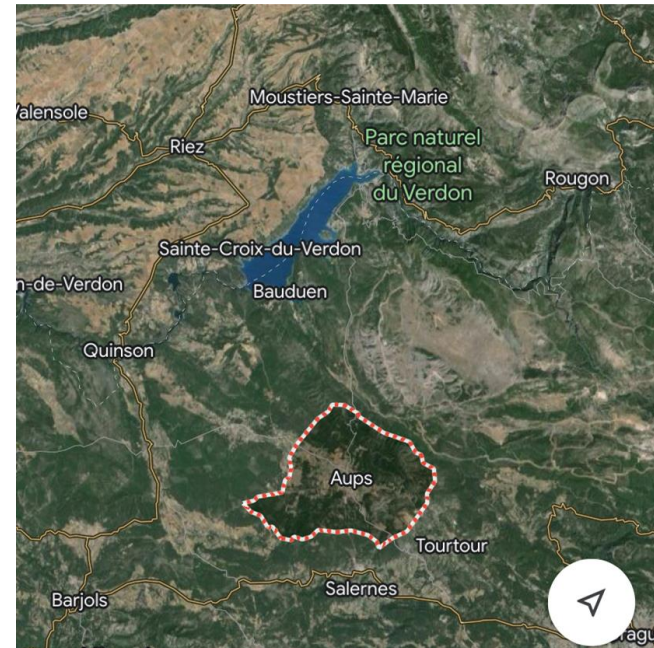 Moustiers-Sainte-Marie
Valensole
Parc naturel
régional
du Verdon
Riez
Rougon
Sainte-Croix-du-Verdon
n-de-Verdon
Bauduen
Quinson
Aups
Tourtour
Salernes
Barjols
ragu